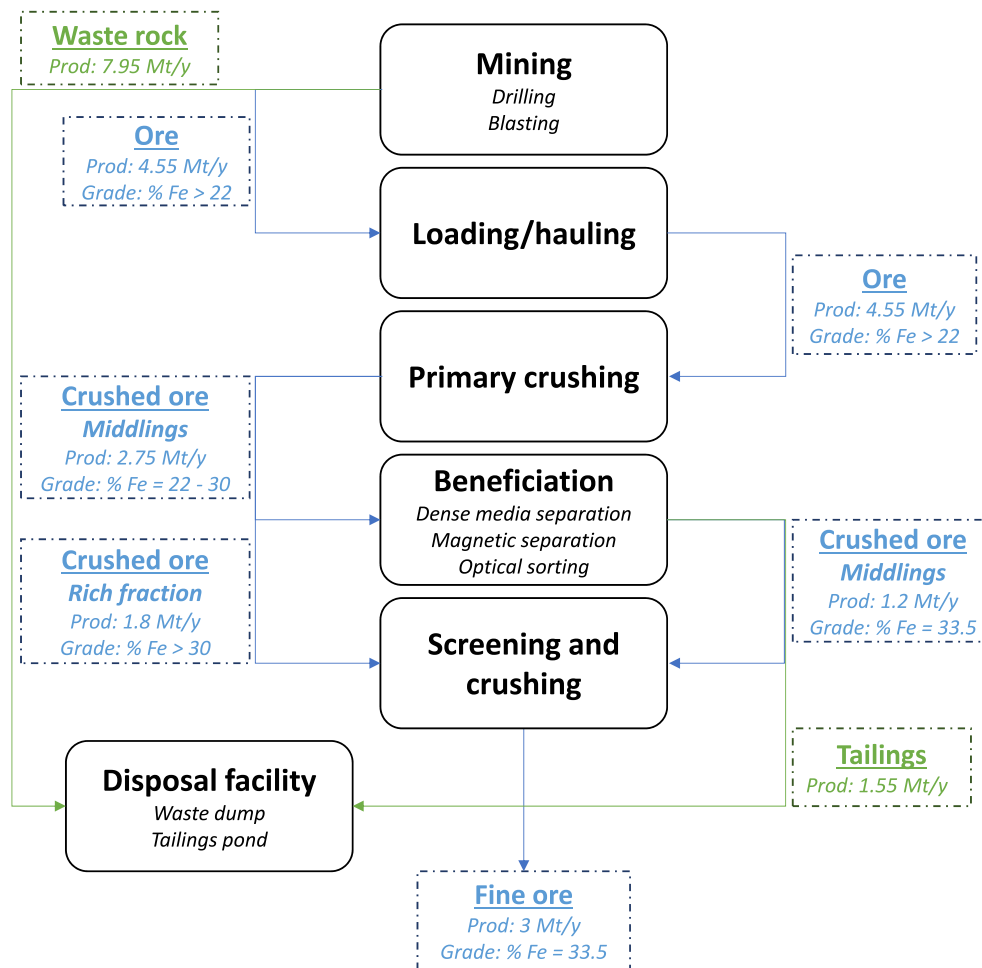 Waste rock
Prod: 7.95 Mt/y
Mining
Drilling
Blasting
Ore
Prod: 4.55 Mt/y
Grade: % Fe > 22
Loading/hauling
Ore
Prod: 4.55 Mt/y
Grade: % Fe > 22
Primary crushing
Crushed ore
Middlings
Prod: 2.75 Mt/y
Grade: % Fe = 22 - 30
Beneficiation
Dense media separation
Magnetic separation
Optical sorting
Crushed ore
Rich fraction
Prod: 1.8 Mt/y
Grade: % Fe > 30
Crushed ore
Middlings
Prod: 1.2 Mt/y
Grade: % Fe = 33.5
Screening and
crushing
Tailings
Prod: 1.55 Mt/y
Disposal facility
Waste dump
Tailings pond
Fine ore
Prod: 3 Mt/y
Grade: % Fe = 33.5